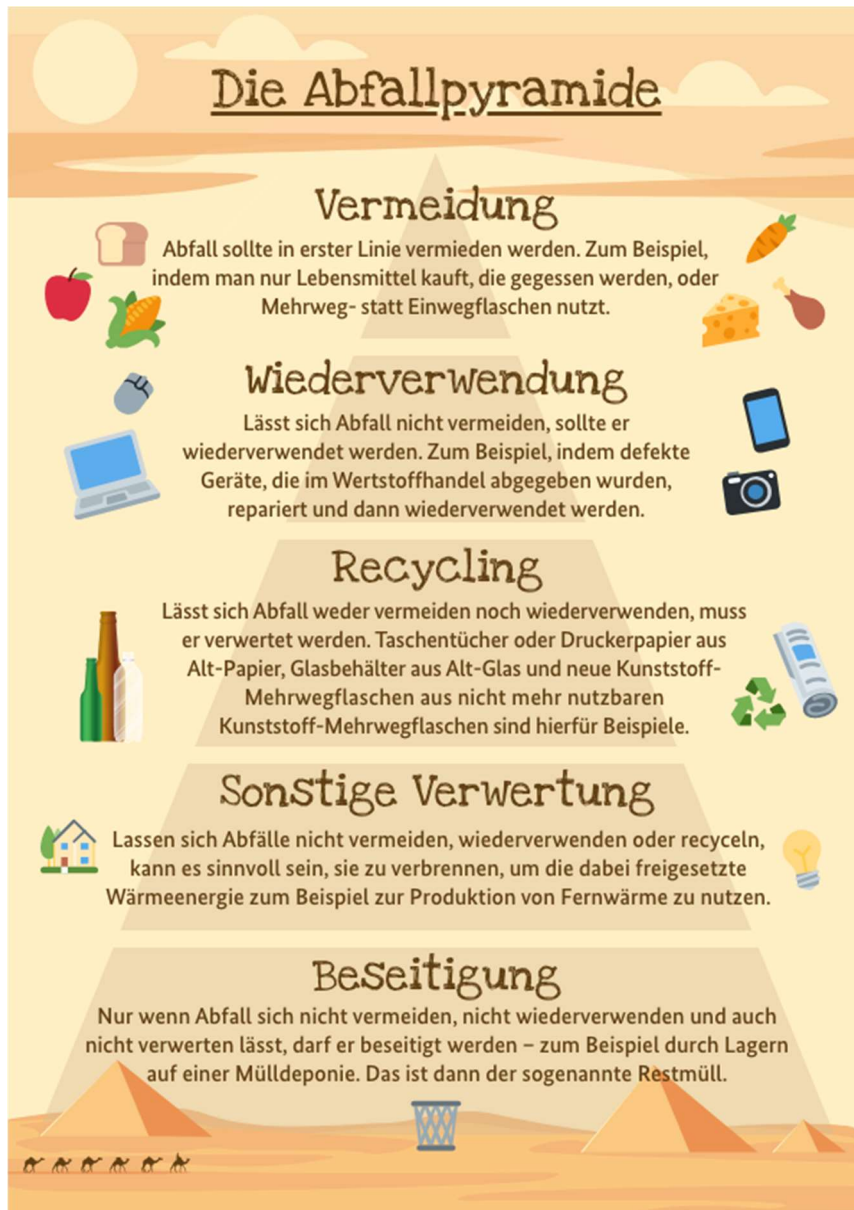 Die Abfallpyramide
Vermeidung
Abfall sollte in erster Linie vermieden werden. Zum Beispiel,
indem man nur Lebensmittel kauft, die gegessen werden, oder
Mehrweg- statt Einwegflaschen nutzt.
Wiederverwendung
Lässt sich Abfall nicht vermeiden, sollte er
wiederverwendet werden. Zum Beispiel, indem defekte
Geräte, die im Wertstoffhandel abgegeben wurden,
repariert und dann wiederverwendet werden.
Recycling
Lässt sich Abfall weder vermeiden noch wiederverwenden, muss
er verwertet werden. Taschentücher oder Druckerpapier aus
Alt-Papier, Glasbehälter aus Alt-Glas und neue Kunststoff-
Mehrwegflaschen aus nicht mehr nutzbaren
Kunststoff-Mehrwegflaschen sind hierfür Beispiele.
Sonstige Verwertung
Lassen sich Abfälle nicht vermeiden, wiederverwenden oder recyceln,
kann es sinnvoll sein, sie zu verbrennen, um die dabei freigesetzte
Wärmeenergie zum Beispiel zur Produktion von Fernwärme zu nutzen.
Beseitigung
Nur wenn Abfall sich nicht vermeiden, nicht wiederverwenden und auch
nicht verwerten lässt, darf er beseitigt werden – zum Beispiel durch Lagern
auf einer Mülldeponie. Das ist dann der sogenannte Restmüll.